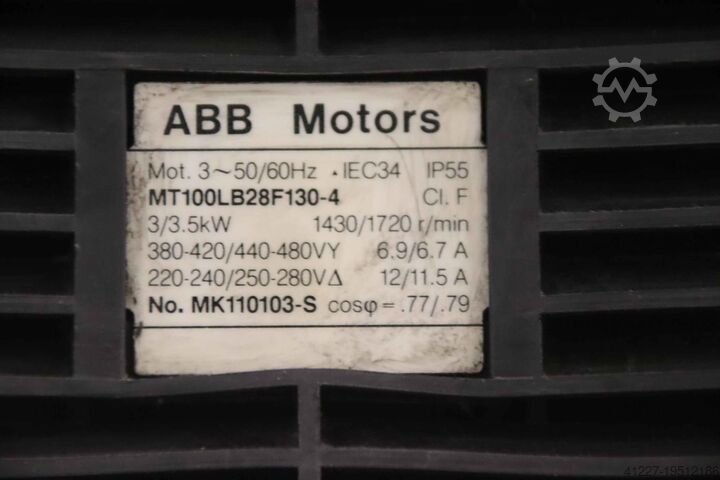 ABB Motors
Mot. 3~50/60Hz · IEC34 IP55
MT100LB28F130-4 Cl. F
3/3.5kW 1430/1720 r/min
380-420/440-480VY 6.9/6.7 A
220-240/250-280VΔ 12/11.5 A
No. MK110103-S cosφ = .77/.79
41227-19512186